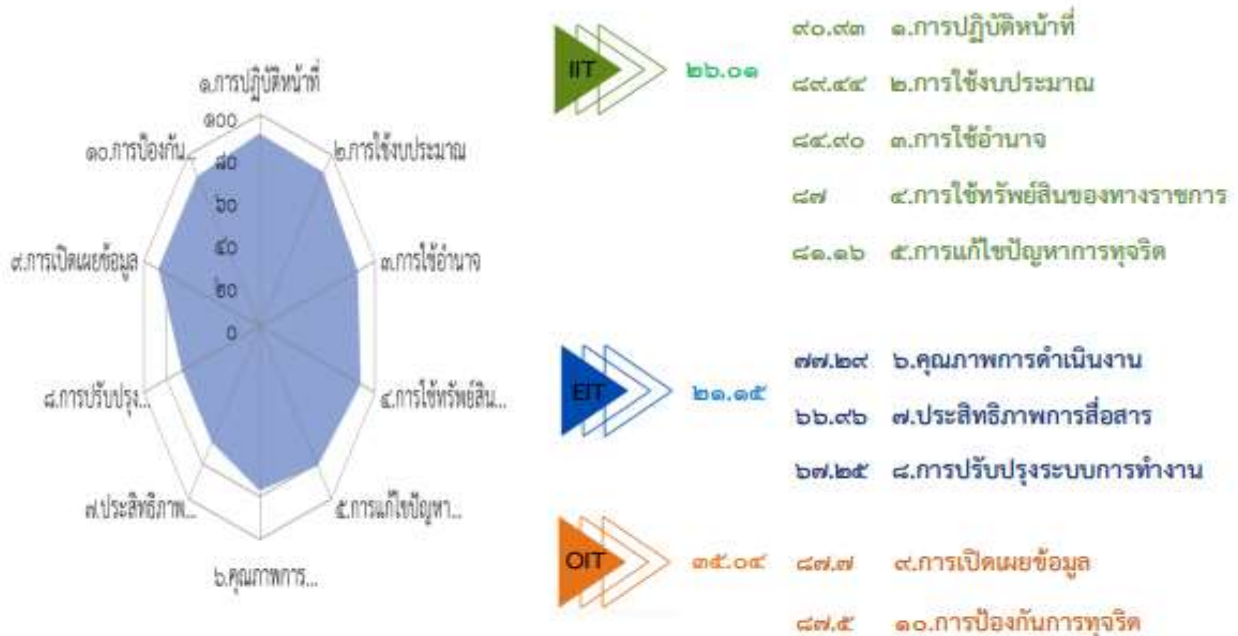 ๑.การปฏิบัติหน้าที่
๒.การใช้งบประมาณ
๓.การใช้อำนาจ
๔.การใช้ทรัพย์สิน...
๕.การแก้ไขปัญหา...
๖.คุณภาพการ...
๗.ประสิทธิภาพ...
๘.การปรับปรุง...
๙.การเปิดเผยข้อมูล
๑๐.การป้องกัน...
๑๐๐
๘๐
๖๐
๔๐
๒๐
๐
IIT ๒๖.๐๑
๙๐.๙๓ ๑.การปฏิบัติหน้าที่
๘๙.๔๔ ๒.การใช้งบประมาณ
๘๔.๙๐ ๓.การใช้อำนาจ
๘๗ ๔.การใช้ทรัพย์สินของทางราชการ
๘๑.๑๖ ๕.การแก้ไขปัญหาการทุจริต
EIT ๒๑.๑๕
๗๗.๒๙ ๖.คุณภาพการดำเนินงาน
๖๖.๙๖ ๗.ประสิทธิภาพการสื่อสาร
๖๗.๒๕ ๘.การปรับปรุงระบบการทำงาน
OIT ๓๕.๐๔
๘๗.๗ ๙.การเปิดเผยข้อมูล
๘๗.๕ ๑๐.การป้องกันการทุจริต